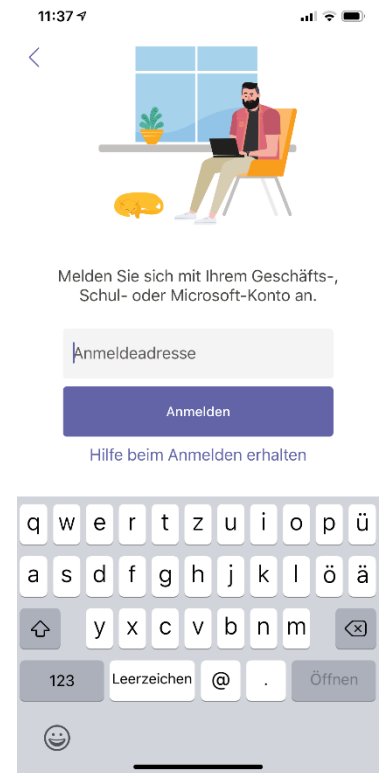 11:37
Melden Sie sich mit Ihrem Geschäfts-,
Schul- oder Microsoft-Konto an.
Anmeldeadresse
Anmelden
Hilfe beim Anmelden erhalten
q w e r t z u i o p ü
a s d f g h j k l ö ä
y x c v b n m
123 Leerzeichen @ . Öffnen